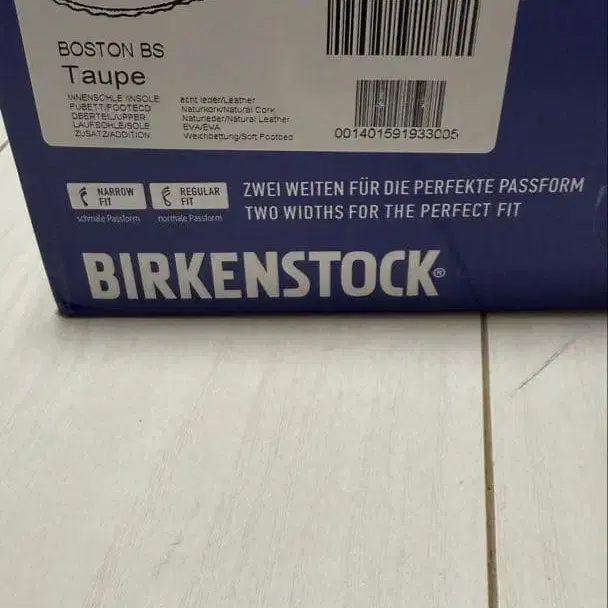 BOSTON BS
Taupe
INNENSOHLE/INSOLE echt leder/Leather
FUBETT/FOOTBED Naturkork/Natural Cork
OBERTEIL/UPPER Naturleder/Natural Leather
LAUFSOHLE/SOLE EVA/EVA
ZUSATZ/ADDITION Weichbettung/Soft Footbed
001401591933005
NARROW FIT
schmale Passform
REGULAR FIT
normale Passform
ZWEI WEITEN FÜR DIE PERFEKTE PASSFORM
TWO WIDTHS FOR THE PERFECT FIT
BIRKENSTOCK®